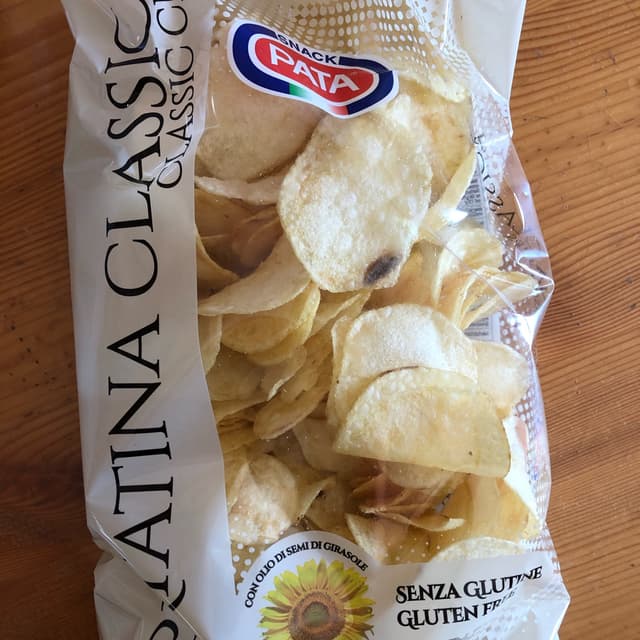 SNACK
PATA
ATINA CLASSIC
CLASSIC C
CON OLIO DI SEMI DI GIRASOLE
SENZA GLUTINE
GLUTEN FREE